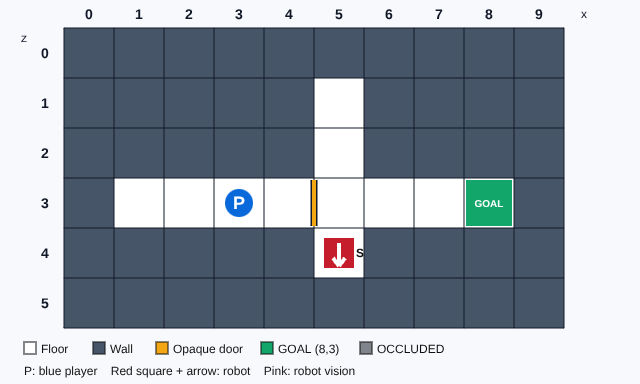 0 1 2 3 4 5 6 7 8 9 x
z
0
1
2
3 P GOAL
4 S
5
Floor Wall Opaque door GOAL (8,3) OCCLUDED
P: blue player Red square + arrow: robot Pink: robot vision